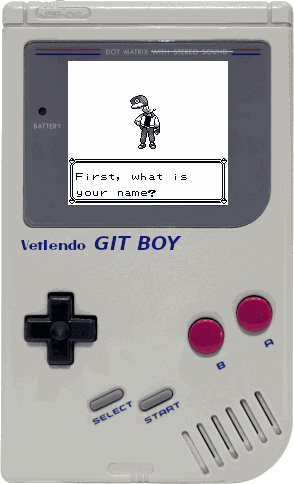 DOT MATRIX WITH STEREO SOUND
BATTERY
First, what is
your name?
Vetlendo GIT BOY
A
B
SELECT
START